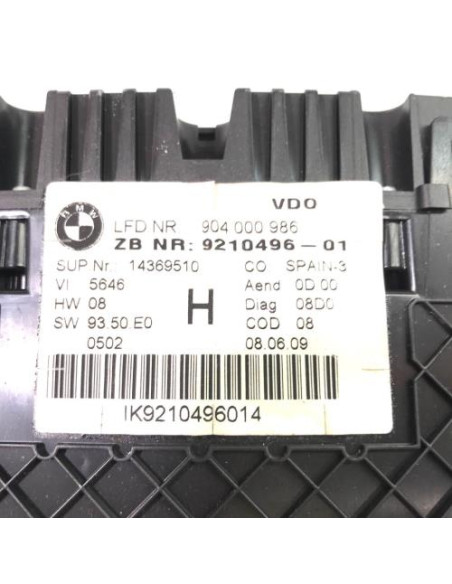 VDO
BMW
LFD NR 904 000 986
ZB NR: 9210496-01
SUP Nr. 14369510 CO SPAIN-3
VI 5646 Aend 0D.00
HW 08 H Diag 08D0
SW 93.50.E0 COD 08
0502 08.06.09
IK9210496014